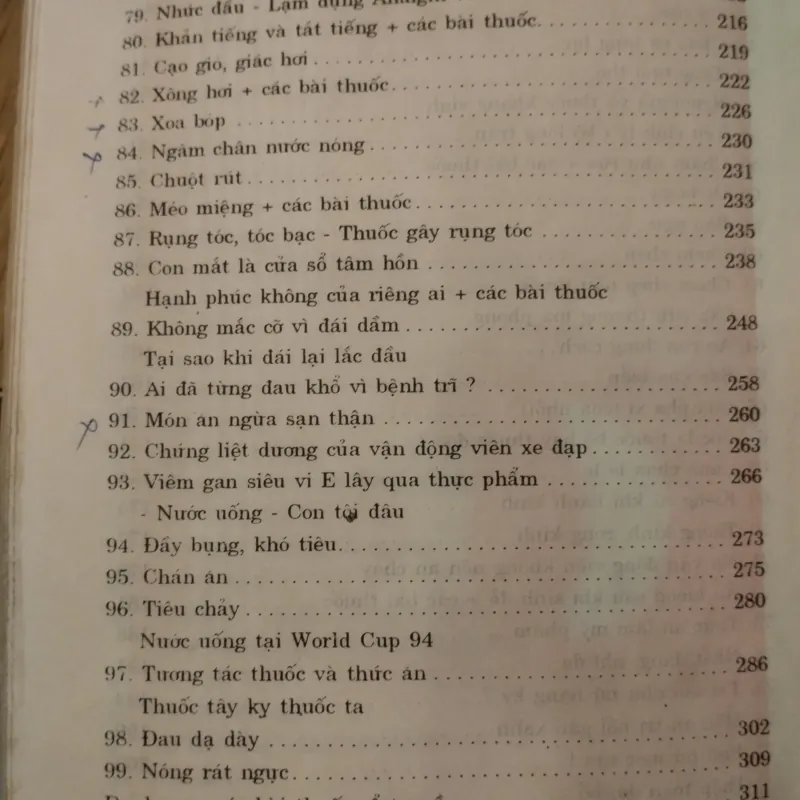 79. Nhức đầu - Lạm dụng
80. Khản tiếng và tắt tiếng + các bài thuốc. 216
81. Cạo gió, giác hơi 219
82. Xông hơi + các bài thuốc. 222
83. Xoa bóp 226
84. Ngâm chân nước nóng 230
85. Chuột rút 231
86. Méo miệng + các bài thuốc 233
87. Rụng tóc, tóc bạc - Thuốc gây rụng tóc 235
88. Con mắt là cửa sổ tâm hồn 238
Hạnh phúc không của riêng ai + các bài thuốc
89. Không mắc cỡ vì đái dầm 248
Tại sao khi đái lại lắc đầu
90. Ai đã từng đau khổ vì bệnh trĩ ? 258
91. Món ăn ngừa sạn thận 260
92. Chứng liệt dương của vận động viên xe đạp 263
93. Viêm gan siêu vi E lây qua thực phẩm 266
- Nước uống - Con tôi đâu
94. Đầy bụng, khó tiêu. 273
95. Chán ăn 275
96. Tiêu chảy 280
Nước uống tại World Cup 94
97. Tương tác thuốc và thức ăn 286
Thuốc tây kỵ thuốc ta
98. Đau dạ dày 302
99. Nóng rát ngực. 309
311